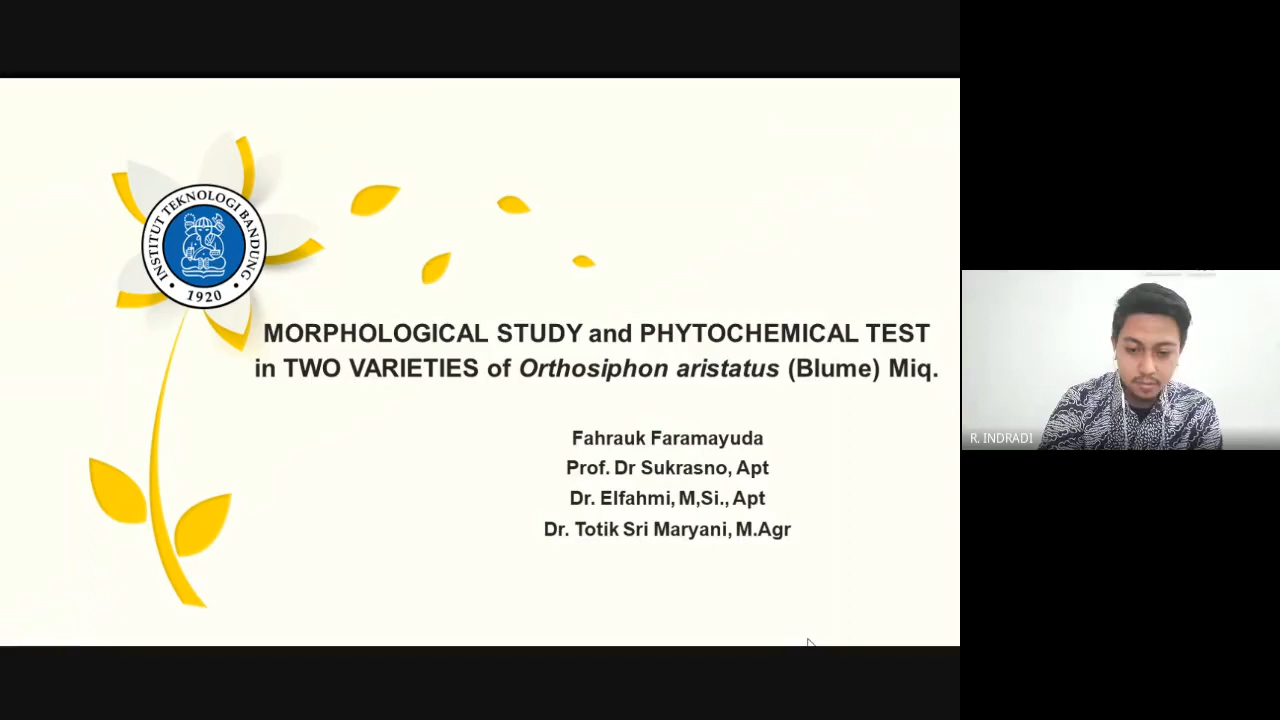 INSTITUT TEKNOLOGI BANDUNG
1920
MORPHOLOGICAL STUDY and PHYTOCHEMICAL TEST
in TWO VARIETIES of Orthosiphon aristatus (Blume) Miq.
Fahrauk Faramayuda
Prof. Dr Sukrasno, Apt
Dr. Elfahmi, M,Si., Apt
Dr. Totik Sri Maryani, M.Agr
R. INDRADI